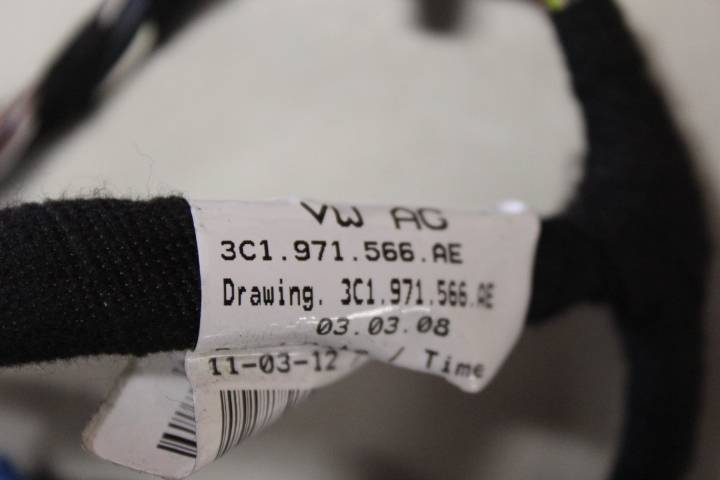 VW AG
3C1.971.566.AE
Drawing. 3C1.971.566.AE
03.03.08
11-03-12 / Time